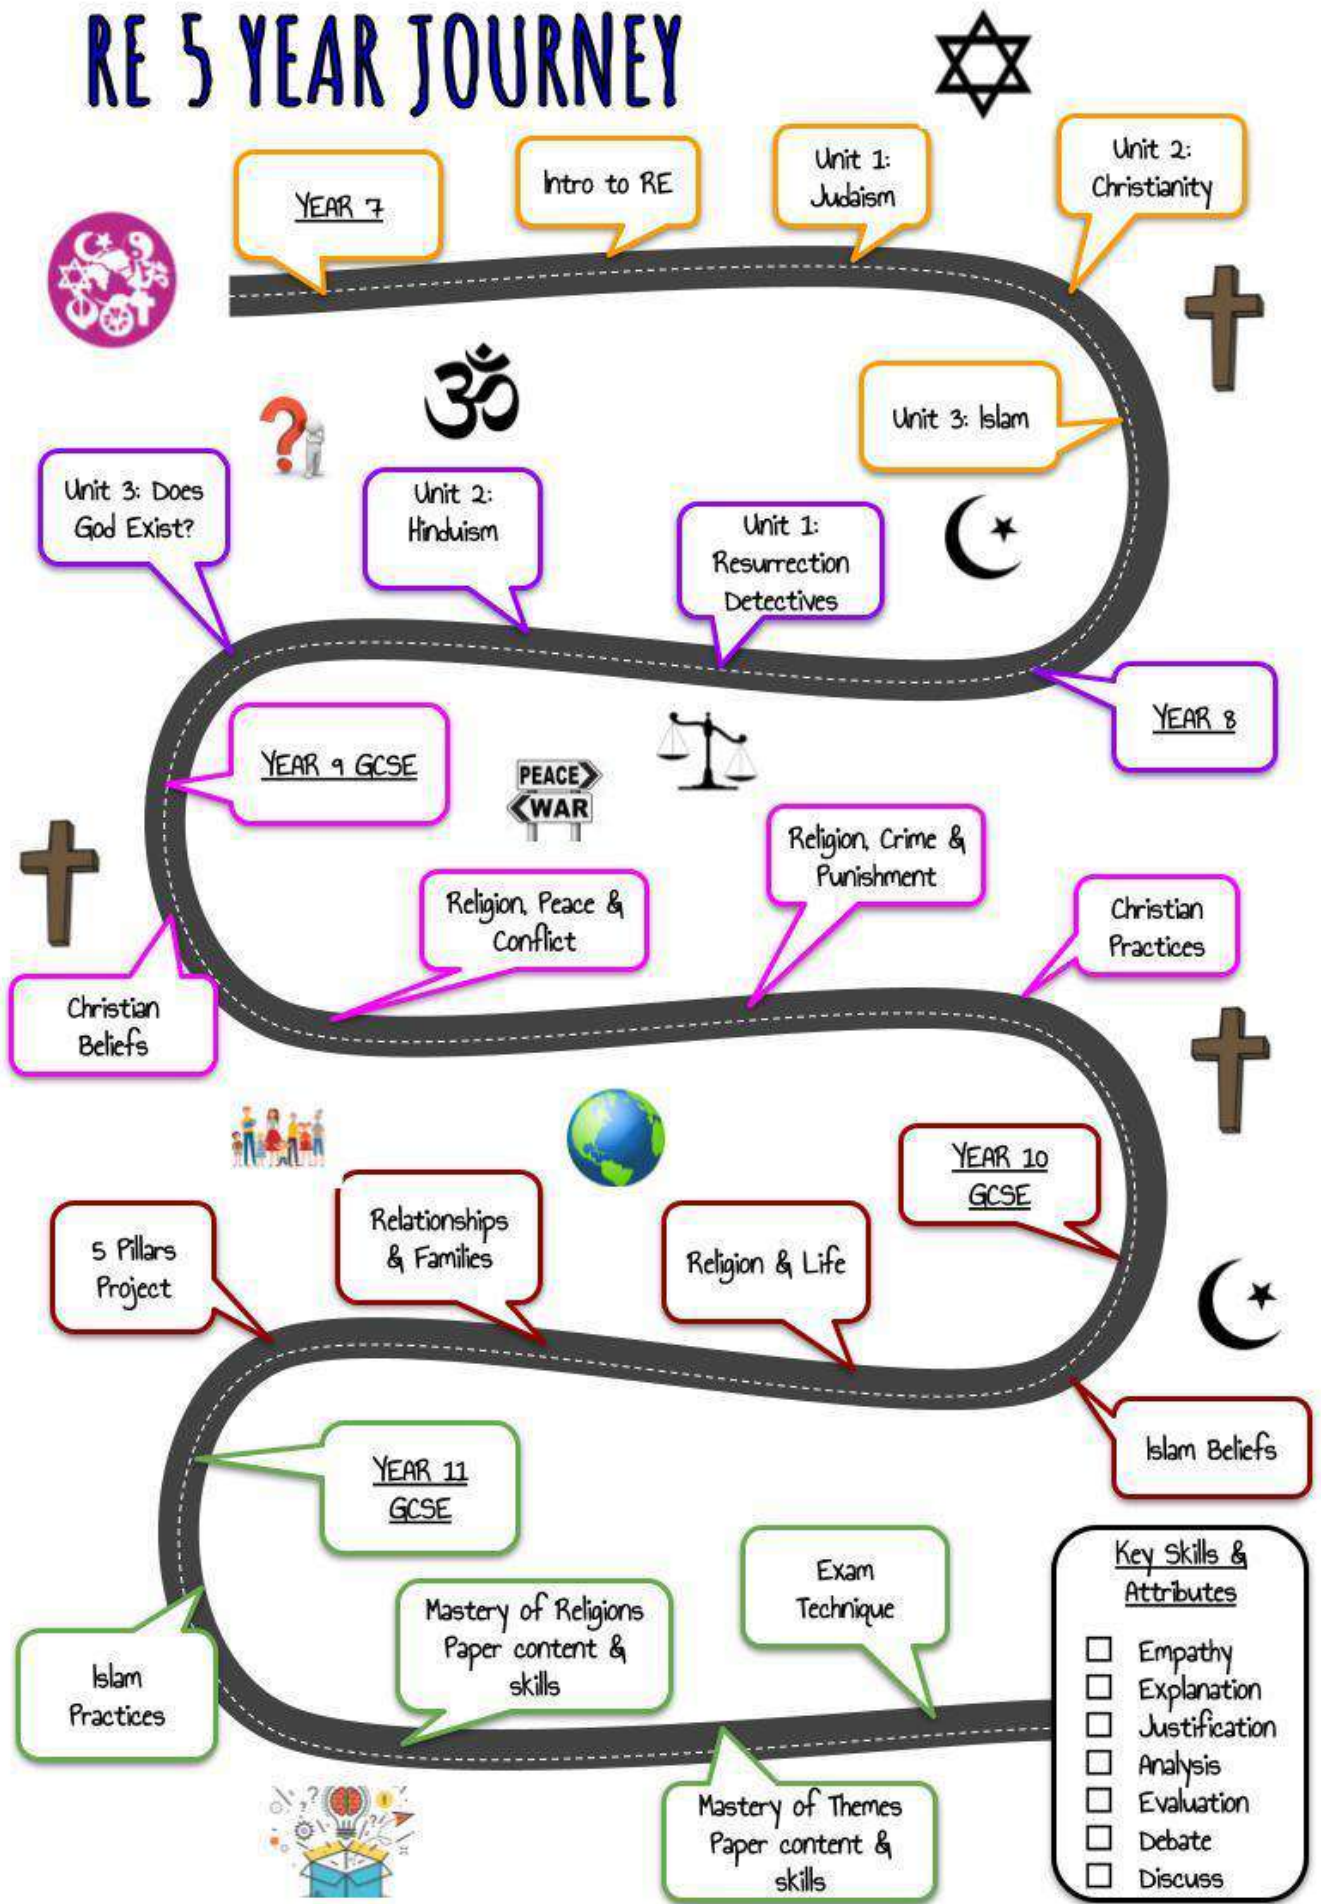 RE 5 YEAR JOURNEY
YEAR 7
Intro to RE
Unit 1:
Judaism
Unit 2:
Christianity
Unit 3: Islam
YEAR 8
Unit 1:
Resurrection
Detectives
Unit 2:
Hinduism
Unit 3: Does
God Exist?
YEAR 9 GCSE
PEACE
WAR
Christian
Beliefs
Religion, Peace &
Conflict
Religion, Crime &
Punishment
Christian
Practices
YEAR 10
GCSE
Islam Beliefs
Religion & Life
Relationships
& Families
5 Pillars
Project
YEAR 11
GCSE
Islam
Practices
Mastery of Religions
Paper content &
skills
Mastery of Themes
Paper content &
skills
Exam
Technique
Key Skills &
Attributes
Empathy
Explanation
Justification
Analysis
Evaluation
Debate
Discuss